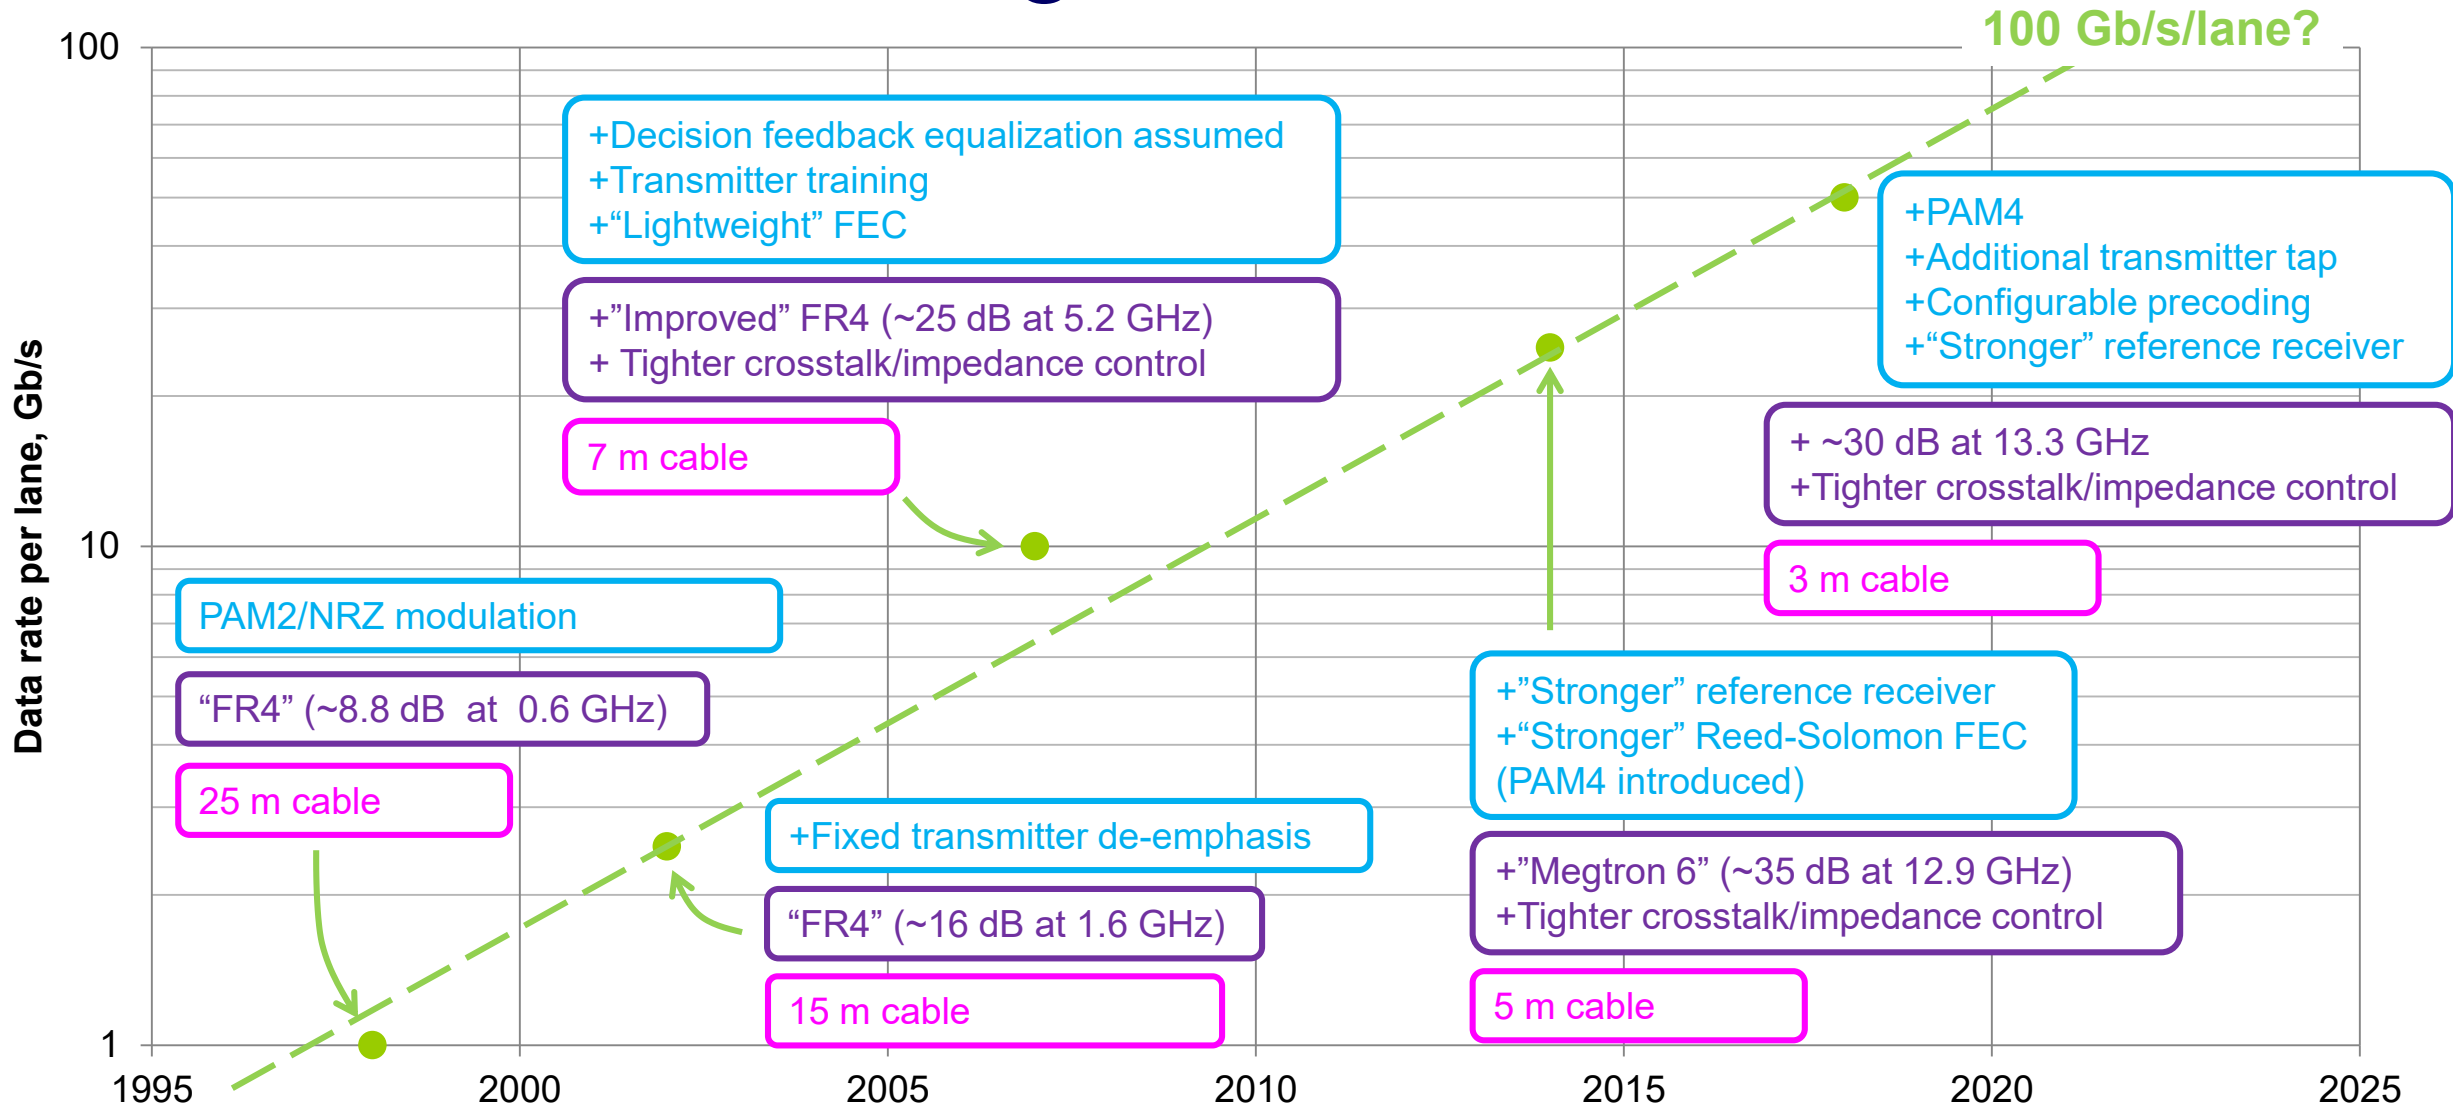 100 Gb/s/lane?
100
10
1
Data rate per lane, Gb/s
+Decision feedback equalization assumed
+Transmitter training
+“Lightweight” FEC
+”Improved” FR4 (~25 dB at 5.2 GHz)
+ Tighter crosstalk/impedance control
7 m cable
+PAM4
+Additional transmitter tap
+Configurable precoding
+“Stronger” reference receiver
+ ~30 dB at 13.3 GHz
+Tighter crosstalk/impedance control
3 m cable
PAM2/NRZ modulation
“FR4” (~8.8 dB at 0.6 GHz)
25 m cable
+Fixed transmitter de-emphasis
“FR4” (~16 dB at 1.6 GHz)
15 m cable
+”Stronger” reference receiver
+“Stronger” Reed-Solomon FEC
(PAM4 introduced)
+”Megtron 6” (~35 dB at 12.9 GHz)
+Tighter crosstalk/impedance control
5 m cable
1995 2000 2005 2010 2015 2020 2025